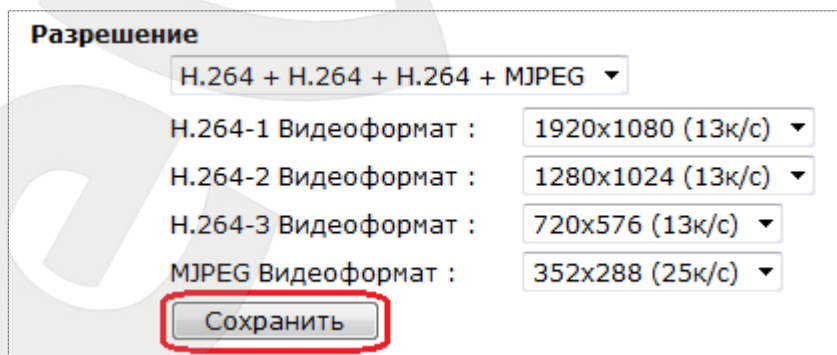 Разрешение
H.264 + H.264 + H.264 + MJPEG
H.264-1 Видеоформат : 1920x1080 (13к/с)
H.264-2 Видеоформат : 1280x1024 (13к/с)
H.264-3 Видеоформат : 720x576 (13к/с)
MJPEG Видеоформат : 352x288 (25к/с)
Сохранить